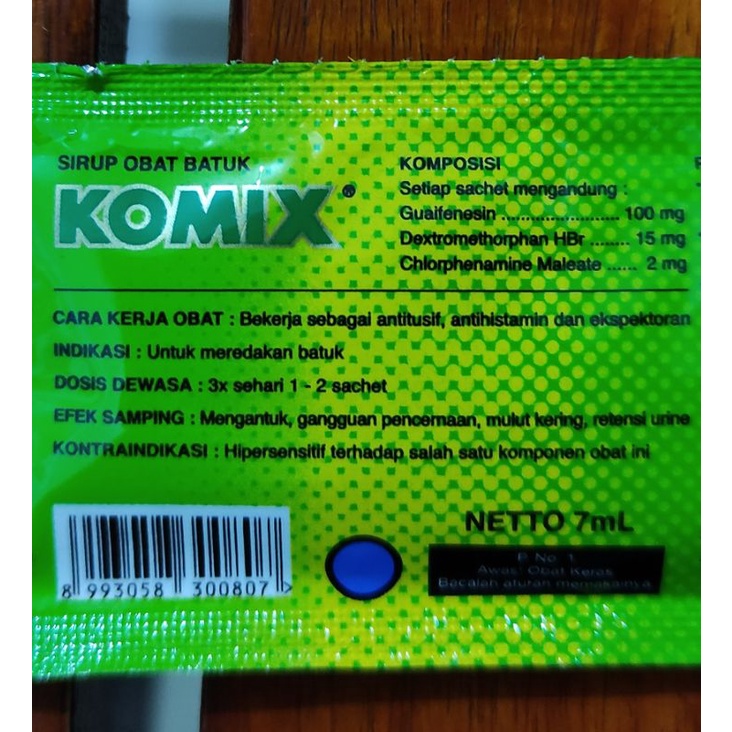 SIRUP OBAT BATUK
KOMIX®
KOMPOSISI
Setiap sachet mengandung :
Guaifenesin ........................ 100 mg
Dextromethorphan HBr ........ 15 mg
Chlorphenamine Maleate ...... 2 mg
CARA KERJA OBAT : Bekerja sebagai antitusif, antihistamin dan ekspektoran
INDIKASI : Untuk meredakan batuk
DOSIS DEWASA : 3x sehari 1 - 2 sachet
EFEK SAMPING : Mengantuk, gangguan pencernaan, mulut kering, retensi urine
KONTRAINDIKASI : Hipersensitif terhadap salah satu komponen obat ini
NETTO 7mL
P. No. 1
Awas! Obat Keras
Bacalah aturan memakainya
8 993058 300807 >